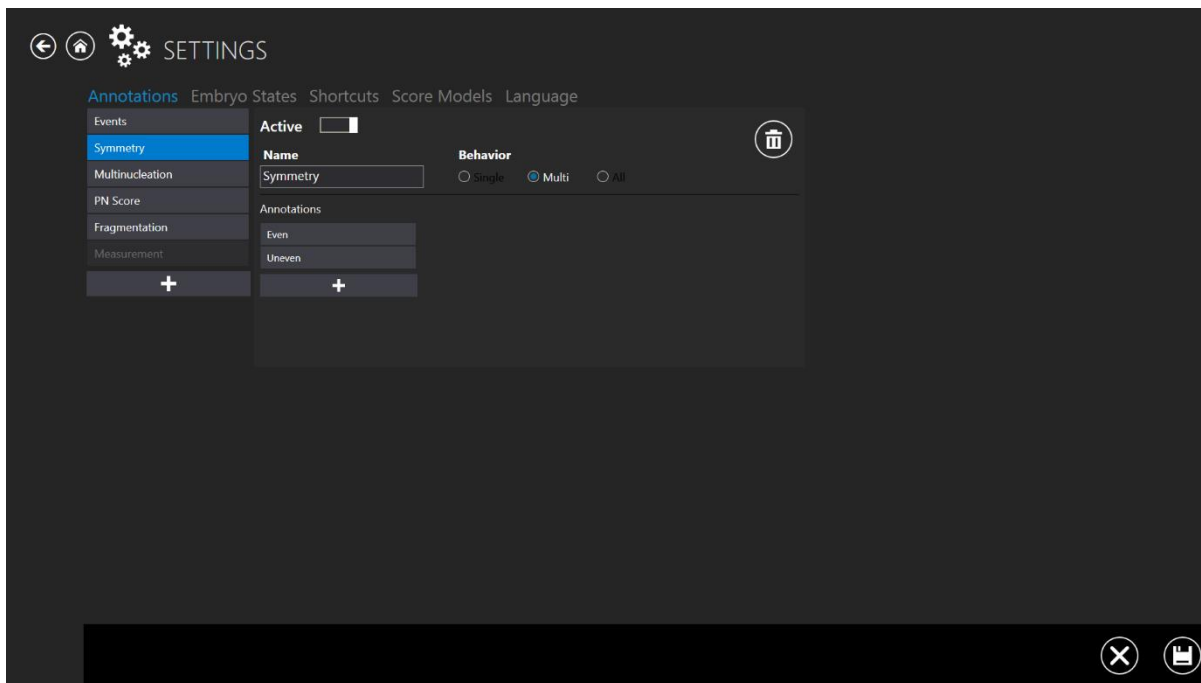 SETTINGS
Annotations Embryo States Shortcuts Score Models Language
Events
Symmetry
Multinucleation
PN Score
Fragmentation
Measurement
Active
Name Behavior
Symmetry Single Multi All
Annotations
Even
Uneven